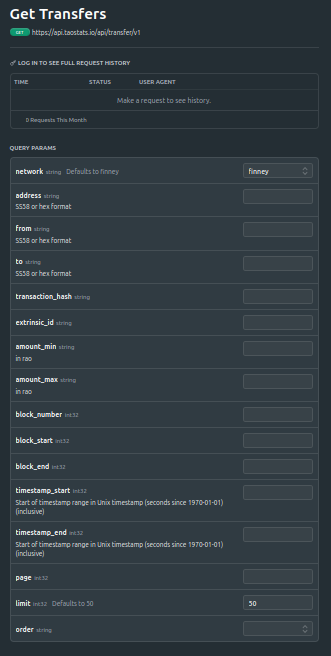 Get Transfers
GET https://api.taostats.io/api/transfer/v1
LOG IN TO SEE FULL REQUEST HISTORY
TIME STATUS USER AGENT
Make a request to see history.
0 Requests This Month
QUERY PARAMS
network string Defaults to finney finney
address string
SS58 or hex format
from string
SS58 or hex format
to string
SS58 or hex format
transaction_hash string
extrinsic_id string
amount_min string
in rao
amount_max string
in rao
block_number int32
block_start int32
block_end int32
timestamp_start int32
Start of timestamp range in Unix timestamp (seconds since 1970-01-01)
(inclusive)
timestamp_end int32
Start of timestamp range in Unix timestamp (seconds since 1970-01-01)
(inclusive)
page int32
limit int32 Defaults to 50 50
order string